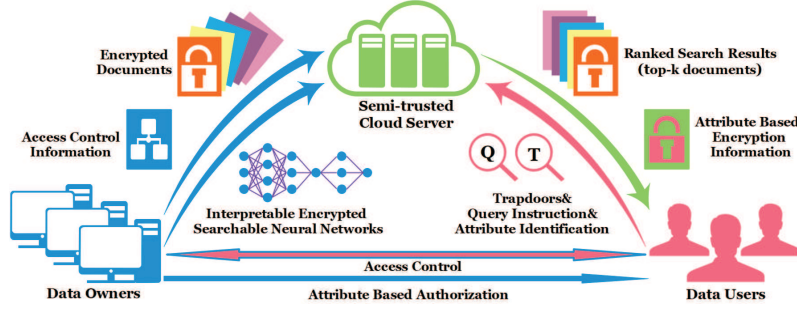 Encrypted
Documents
Ranked Search Results
(top-k documents)
Semi-trusted
Cloud Server
Access Control
Information
Attribute Based
Encryption
Information
Q T
Interpretable Encrypted
Searchable Neural Networks
Trapdoors&
Query Instruction&
Attribute Identification
Access Control
Data Owners
Attribute Based Authorization
Data Users